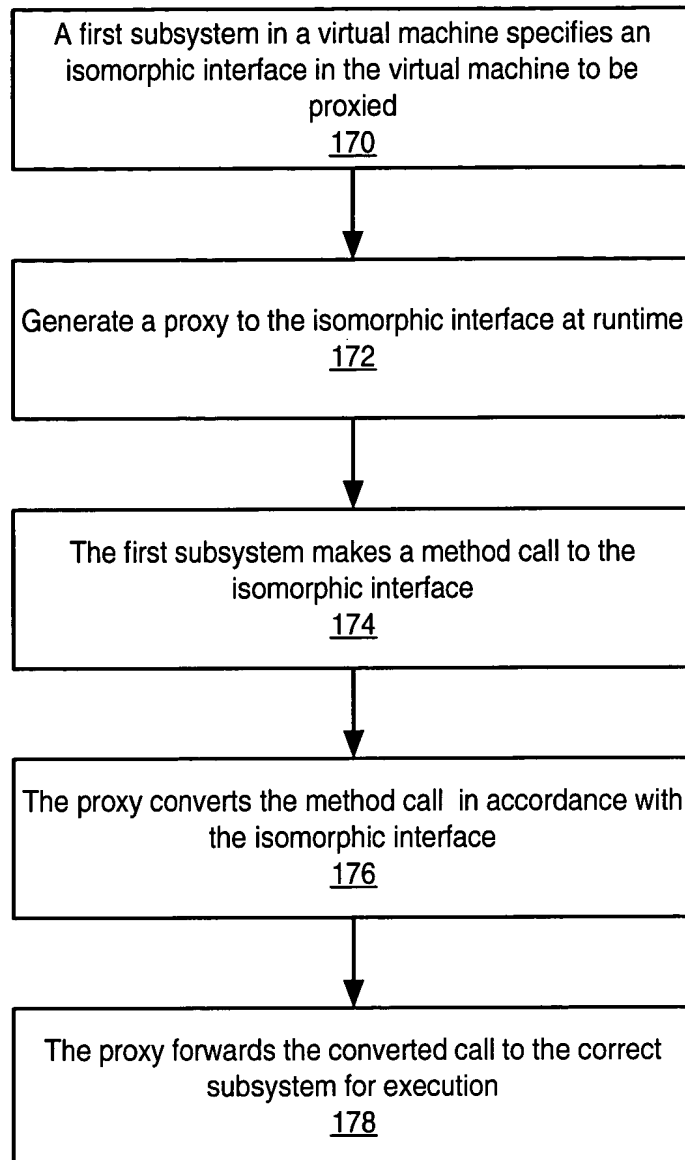 A first subsystem in a virtual machine specifies an
isomorphic interface in the virtual machine to be
proxied
170
Generate a proxy to the isomorphic interface at runtime
172
The first subsystem makes a method call to the
isomorphic interface
174
The proxy converts the method call in accordance with
the isomorphic interface
176
The proxy forwards the converted call to the correct
subsystem for execution
178